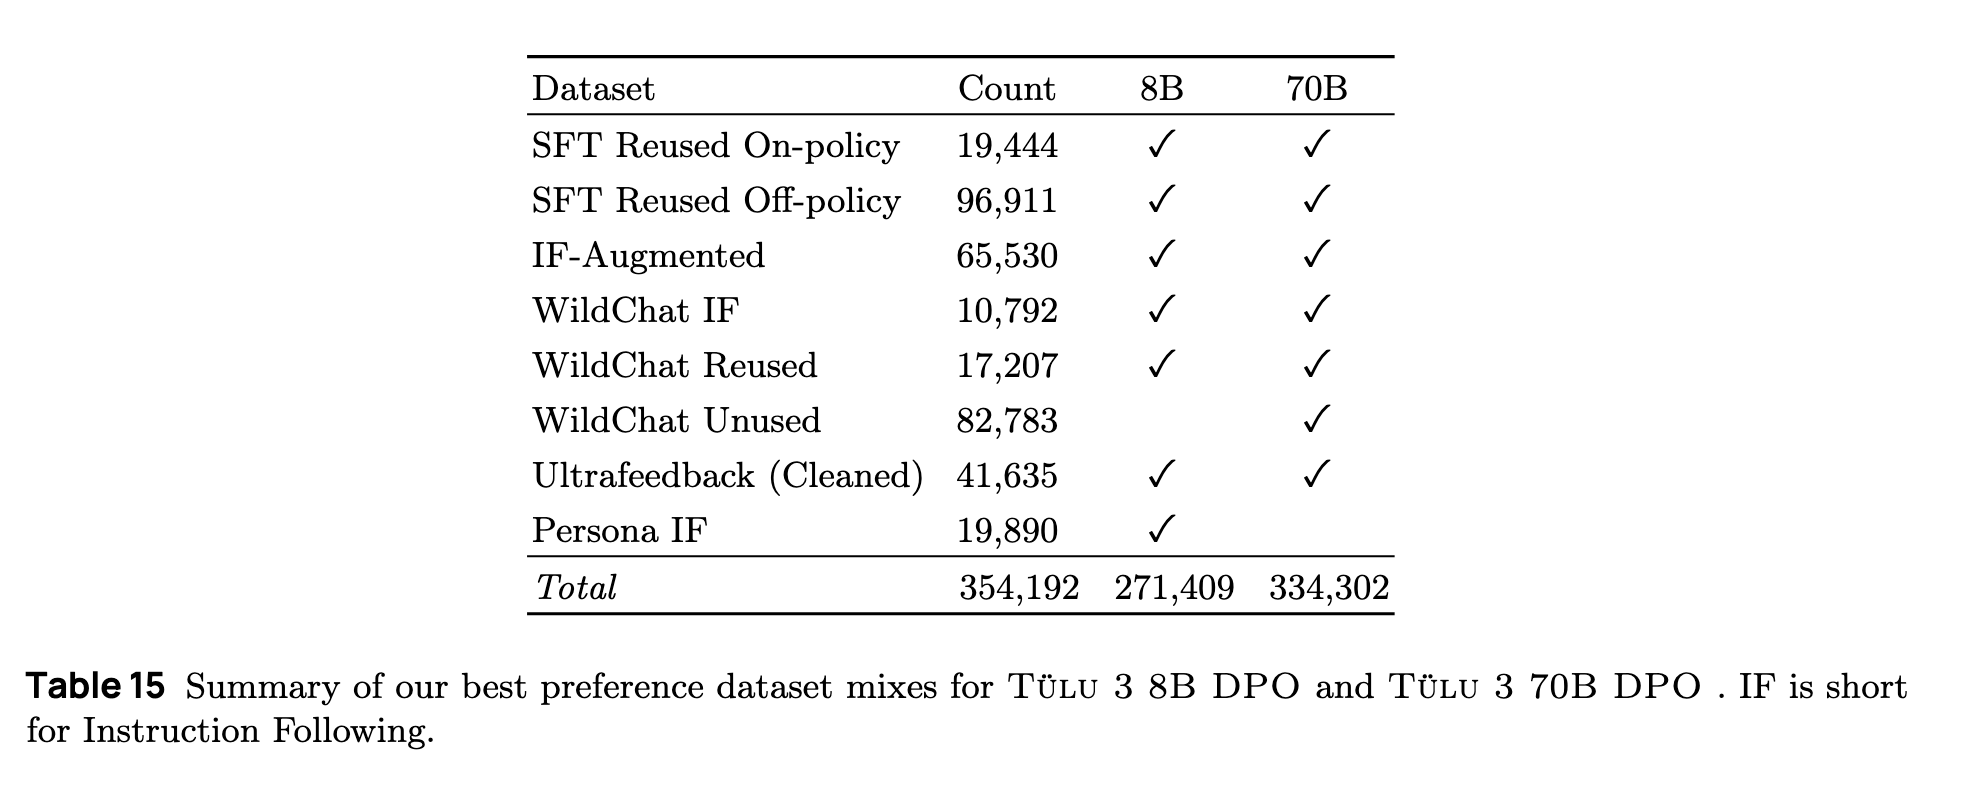 Dataset Count 8B 70B
SFT Reused On-policy 19,444 ✓ ✓
SFT Reused Off-policy 96,911 ✓ ✓
IF-Augmented 65,530 ✓ ✓
WildChat IF 10,792 ✓ ✓
WildChat Reused 17,207 ✓ ✓
WildChat Unused 82,783 ✓
Ultrafeedback (Cleaned) 41,635 ✓ ✓
Persona IF 19,890 ✓
Total 354,192 271,409 334,302
Table 15 Summary of our best preference dataset mixes for TÜLU 3 8B DPO and TÜLU 3 70B DPO . IF is short
for Instruction Following.